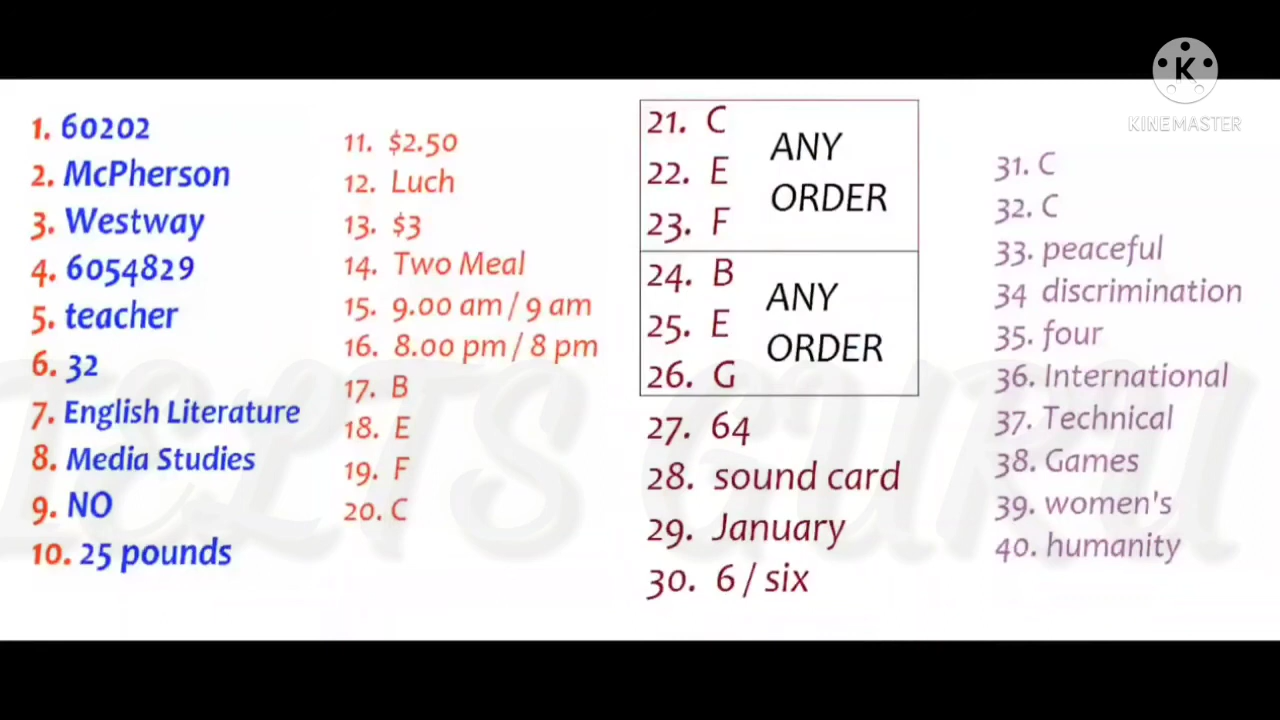 K
KINEMASTER
1. 60202
2. McPherson
3. Westway
4. 6054829
5. teacher
6. 32
7. English Literature
8. Media Studies
9. NO
10. 25 pounds
11. $2.50
12. Luch
13. $3
14. Two Meal
15. 9.00 am / 9 am
16. 8.00 pm / 8 pm
17. B
18. E
19. F
20. C
21. C
22. E
23. F
ANY
ORDER
24. B
25. E
26. G
ANY
ORDER
27. 64
28. sound card
29. January
30. 6 / six
31. C
32. C
33. peaceful
34 discrimination
35. four
36. International
37. Technical
38. Games
39. women's
40. humanity
IELTS GURU